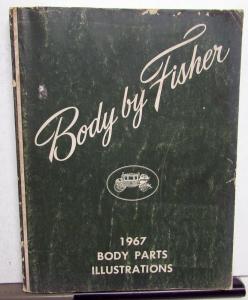 Body by Fisher
1967
BODY PARTS
ILLUSTRATIONS